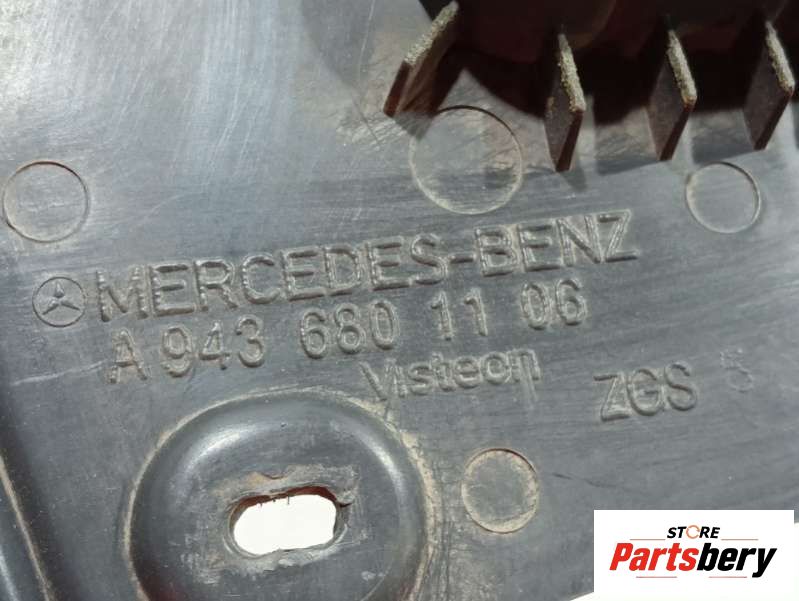 MERCEDES-BENZ
A 943 680 11 06
Visteon
ZGS
STORE
Partsbery